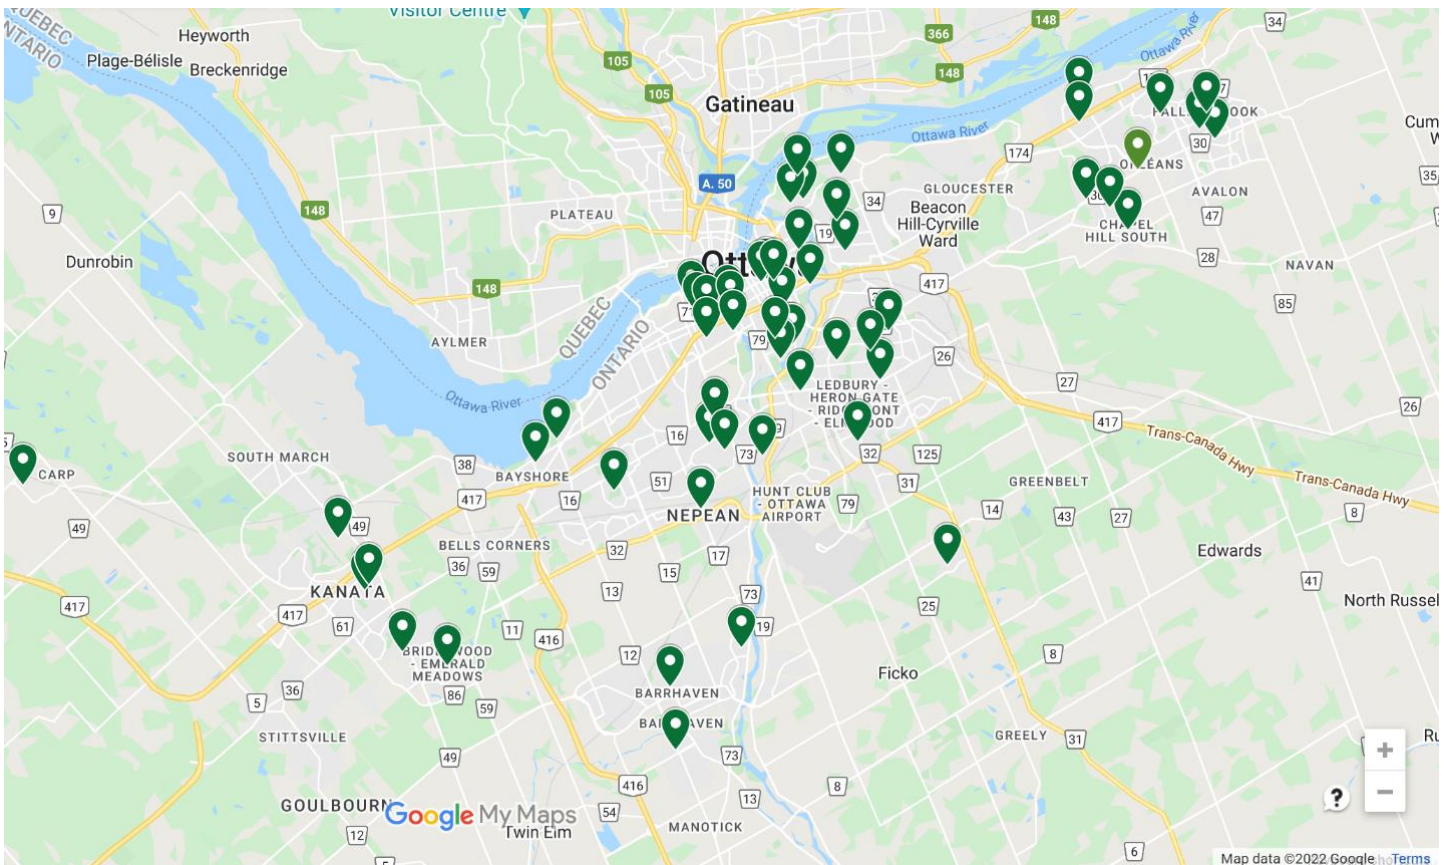 Visitor Centre
QUEBEC
ONTARIO
Heyworth
Plage-Bélisle
Breckenridge
148
34
366
105
148
105
Gatineau
Ottawa River
Ottawa River
174
30
ORLÉANS
A. 50
GLOUCESTER
AVALON
35
9
148
PLATEAU
34
Beacon
Hill-Cyrville
Ward
47
CHAPEL
HILL SOUTH
19
Dunrobin
28
NAVAN
148
417
85
QUEBEC
ONTARIO
AYLMER
79
26
27
LEDBURY -
HERON GATE
26
Ottawa River
417
Trans-Canada Hwy
16
SOUTH MARCH
38
73
32
125
CARP
BAYSHORE
51
31
GREENBELT
Trans-Canada Hwy
417
16
HUNT CLUB
- OTTAWA
AIRPORT
79
14
43
27
8
49
49
NEPEAN
BELLS CORNERS
32
17
Edwards
36
59
15
KANATA
13
73
25
41
North Russel
417
417
61
11
416
19
12
8
- EMERALD
MEADOWS
Ficko
86
BARRHAVEN
5
36
59
STITTSVILLE
49
73
GREELY
31
416
13
8
GOULBOURN
Google My Maps
54
12
Twin Elm
MANOTICK
6
+
−
?
Map data ©2022 Google
Terms